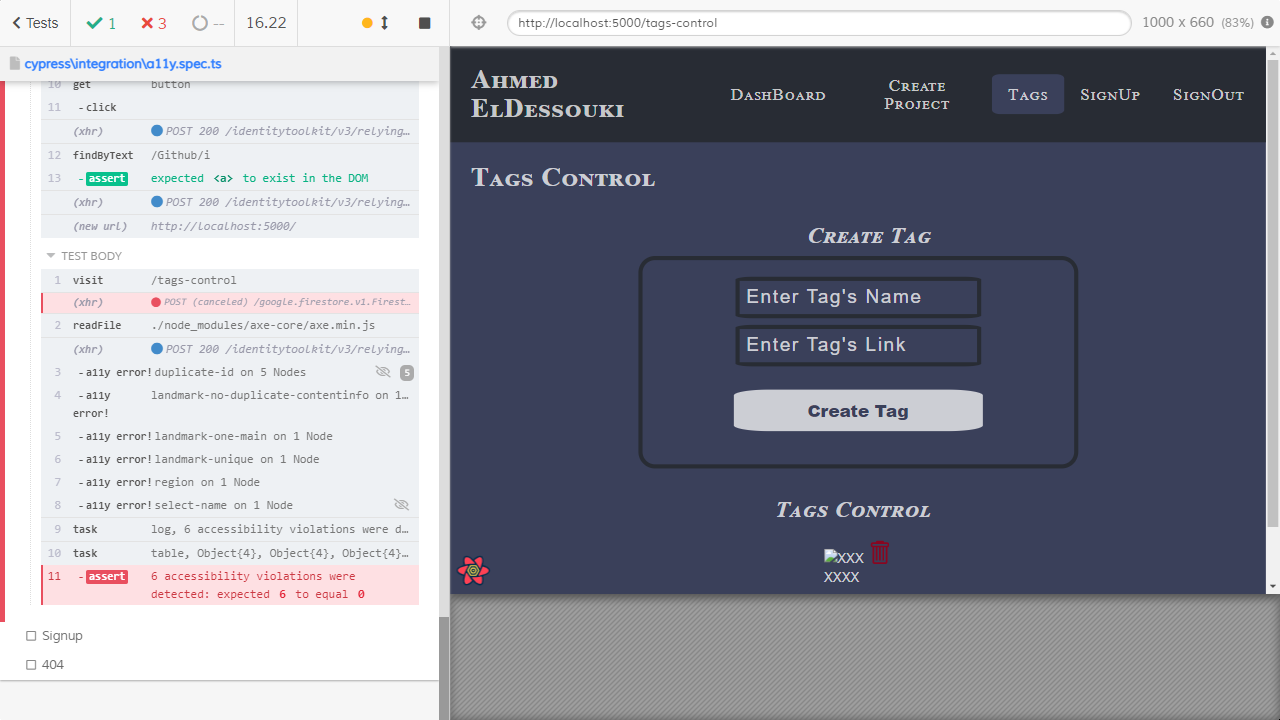 Tests 1 3 -- 16.22
cypress\integration\a11y.spec.ts
10 get button
11 -click
(xhr) POST 200 /identitytoolkit/v3/relying…
12 findByText /Github/i
13 -assert expected <a> to exist in the DOM
(xhr) POST 200 /identitytoolkit/v3/relying…
(new url) http://localhost:5000/
TEST BODY
1 visit /tags-control
(xhr) POST (canceled) /google.firestore.v1.Firest…
2 readFile ./node_modules/axe-core/axe.min.js
(xhr) POST 200 /identitytoolkit/v3/relying…
3 -a11y error! duplicate-id on 5 Nodes 5
4 -a11y error! landmark-no-duplicate-contentinfo on 1…
5 -a11y error! landmark-one-main on 1 Node
6 -a11y error! landmark-unique on 1 Node
7 -a11y error! region on 1 Node
8 -a11y error! select-name on 1 Node
9 task log, 6 accessibility violations were d…
10 task table, Object{4}, Object{4}, Object{4}…
11 -assert 6 accessibility violations were
detected: expected 6 to equal 0
Signup
404
http://localhost:5000/tags-control 1000 x 660 (83%)
Ahmed
ElDessouki
DashBoard
Create
Project
Tags
SignUp
SignOut
Tags Control
Create Tag
Enter Tag's Name
Enter Tag's Link
Create Tag
Tags Control
XXX
XXXX